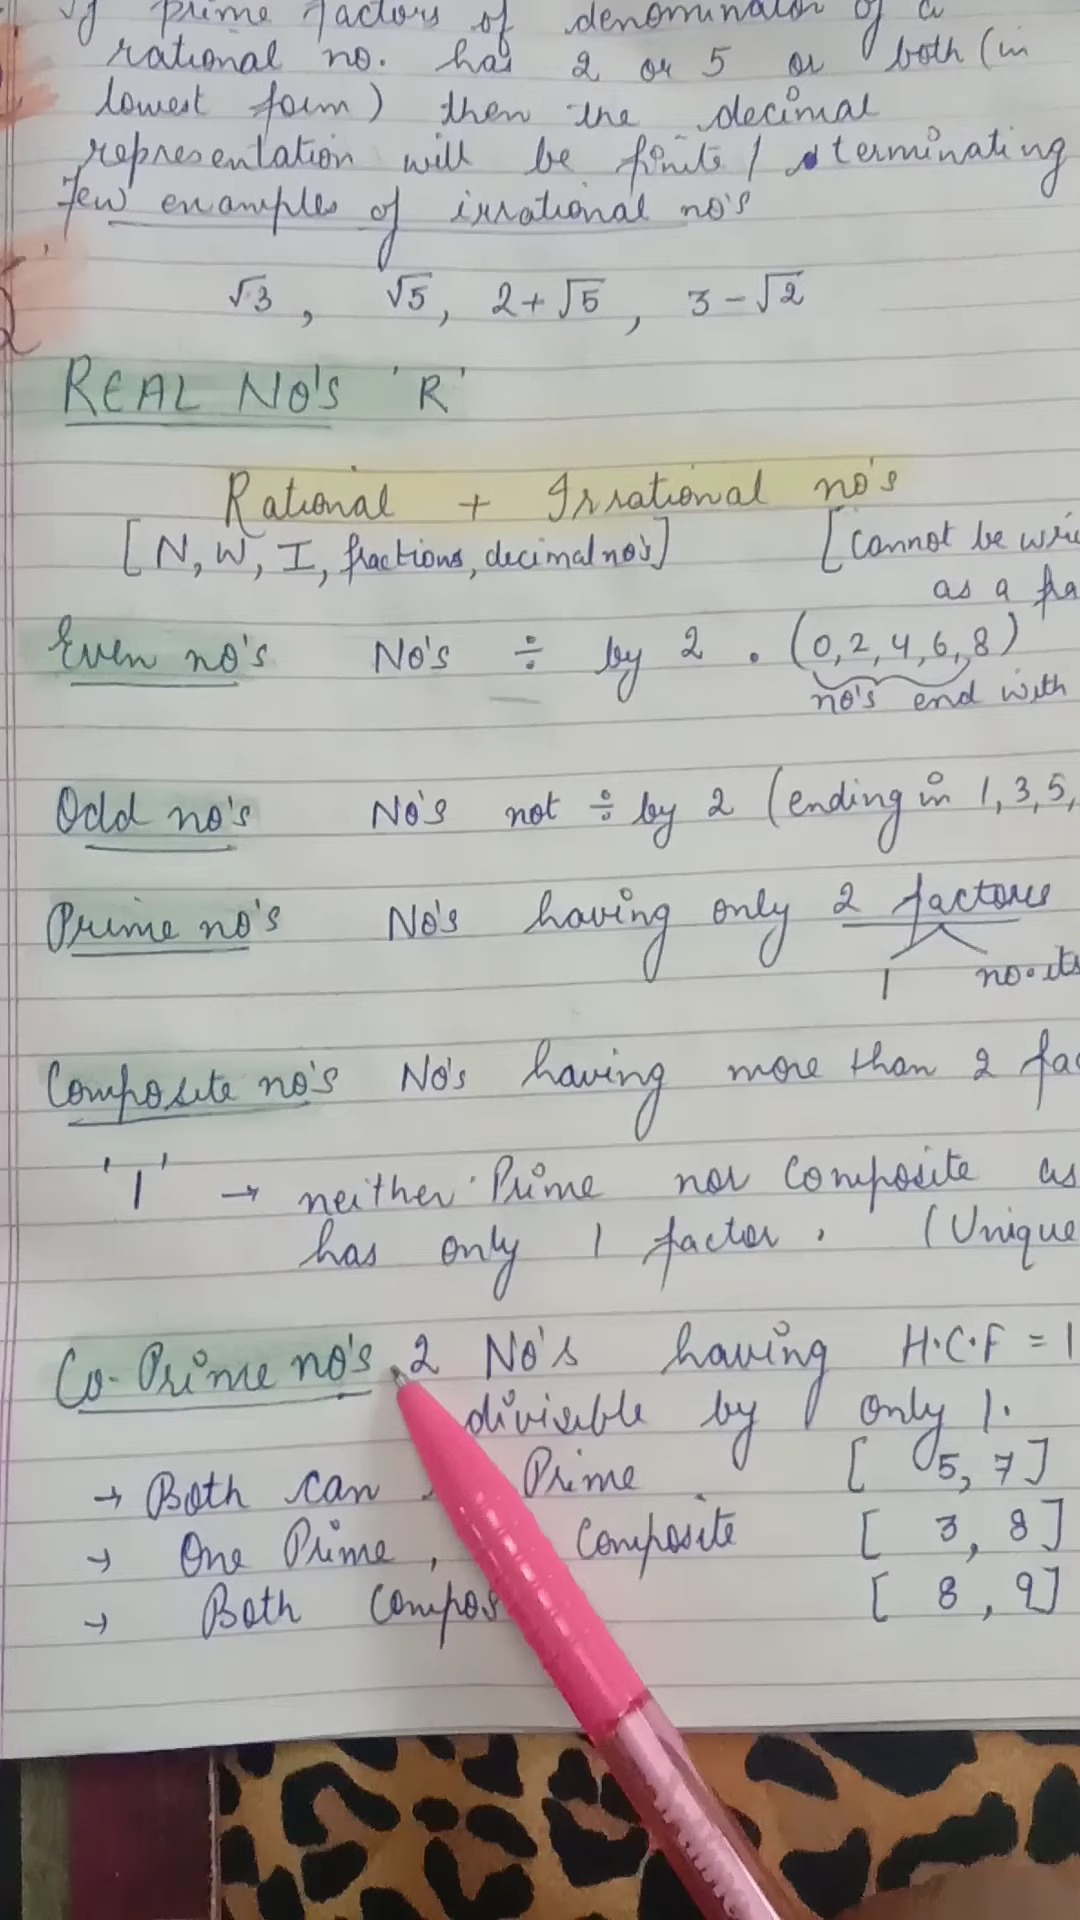 prime factors of denominator of a
rational no. has 2 or 5 or both (in
lowest form) then the decimal
representation will be finite / terminating
Few examples of irrational no's
√3, √5, 2+√5, 3-√2
REAL NO'S 'R'
Rational + Irrational no's
[N, W, I, fractions, decimal no's] [cannot be wri
as a fra
Even no's No's ÷ by 2. (0,2,4,6,8)
no's end with
Odd no's No's not ÷ by 2 (ending in 1,3,5,
Prime no's No's having only 2 factors
1 no. its
Composite no's No's having more than 2 fac
'1' → neither Prime nor Composite as
has only 1 factor. (Unique
Co-Prime no's 2 No's having H.C.F = 1
divisible by only 1.
→ Both can Prime [5,7]
→ One Prime, Composite [3,8]
→ Both Compos [8,9]